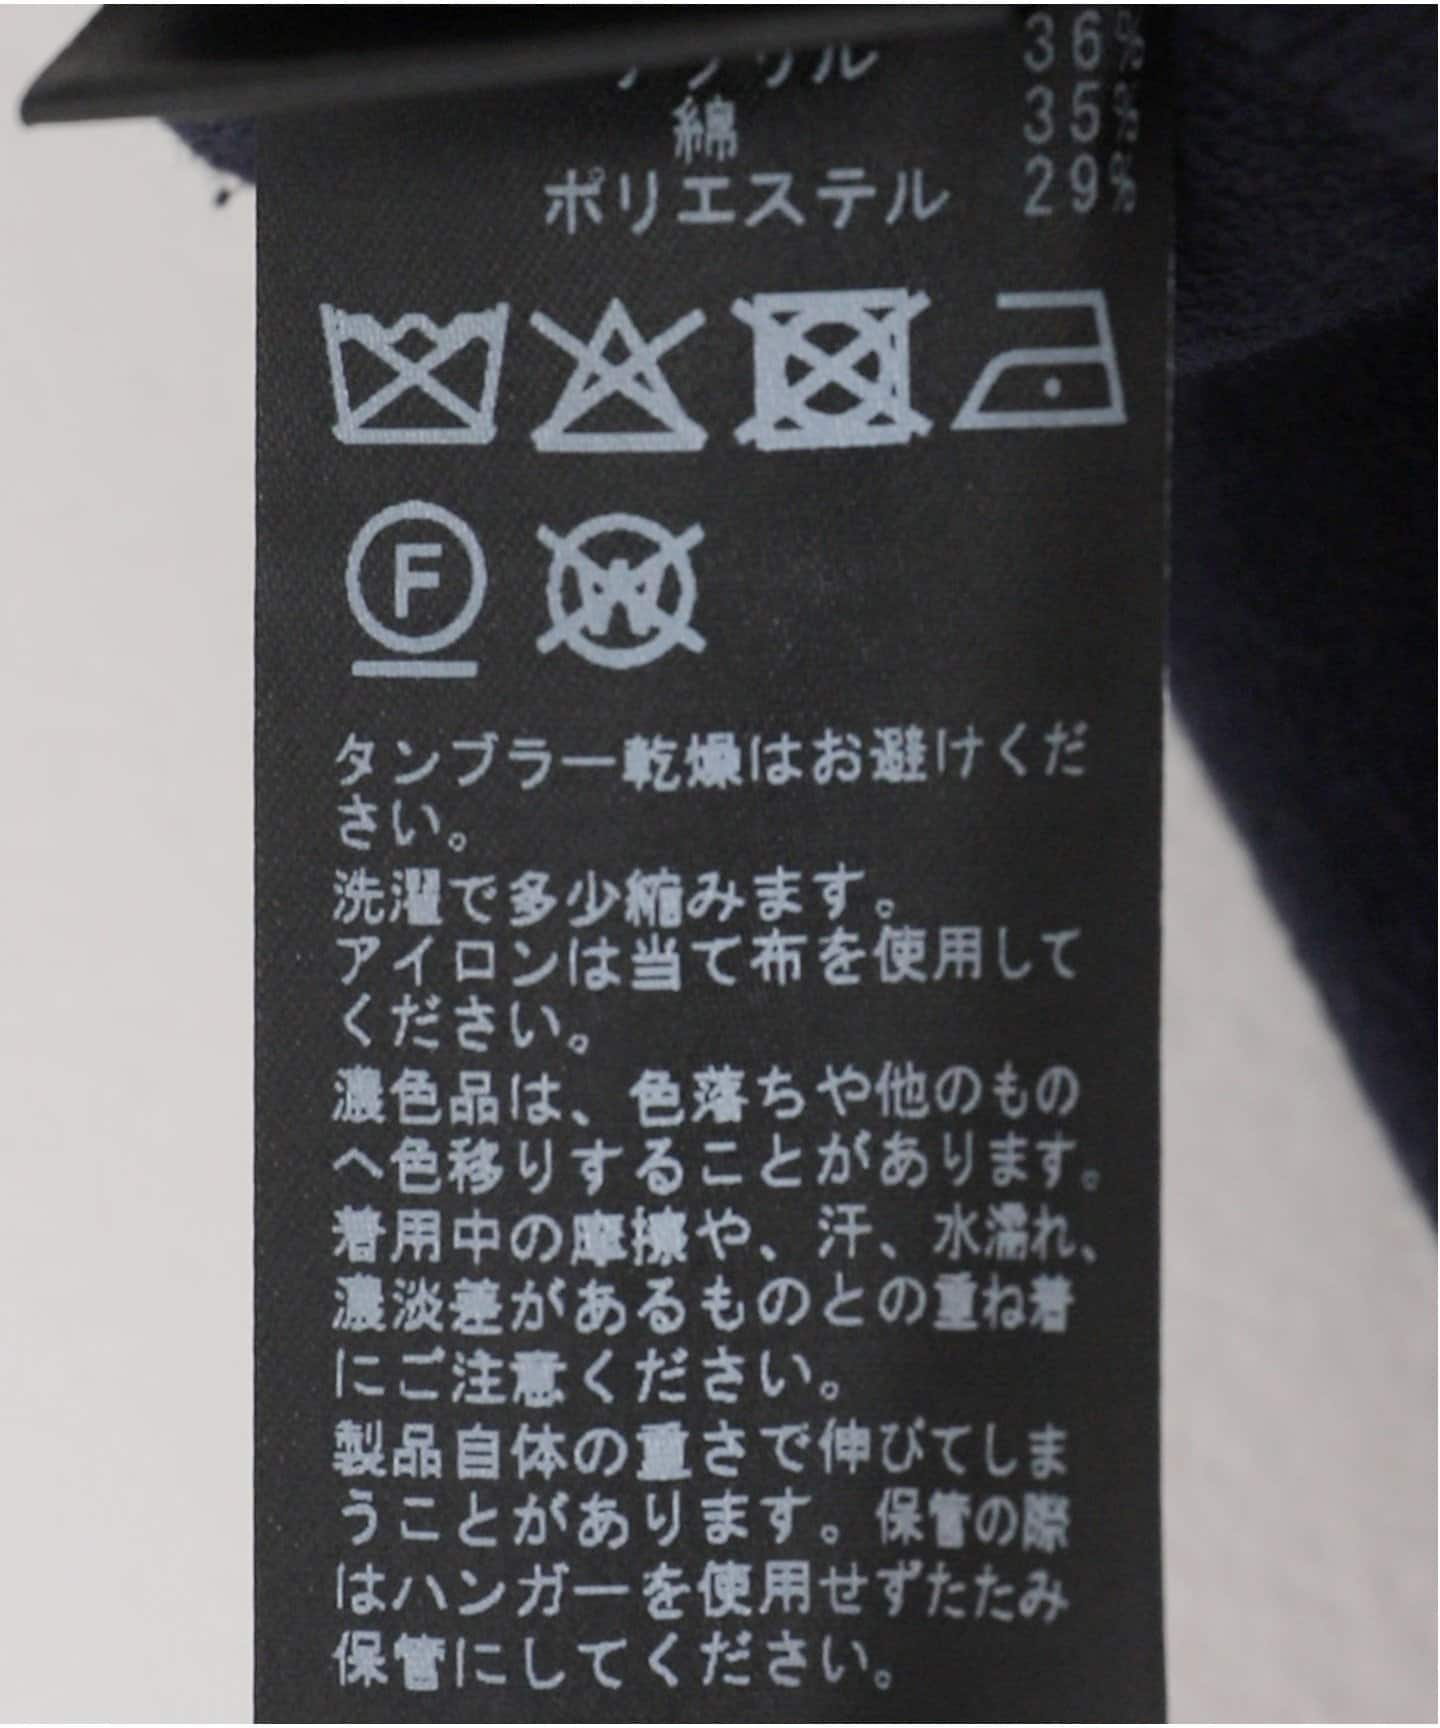 アクリル 36%
綿 35%
ポリエステル 29%
F
W
タンブラー乾燥はお避けくだ
さい。
洗濯で多少縮みます。
アイロンは当て布を使用して
ください。
濃色品は、色落ちや他のもの
へ色移りすることがあります。
着用中の摩擦や、汗、水濡れ、
濃淡差があるものとの重ね着
にご注意ください。
製品自体の重さで伸びてしま
うことがあります。保管の際
はハンガーを使用せずたたみ
保管にしてください。